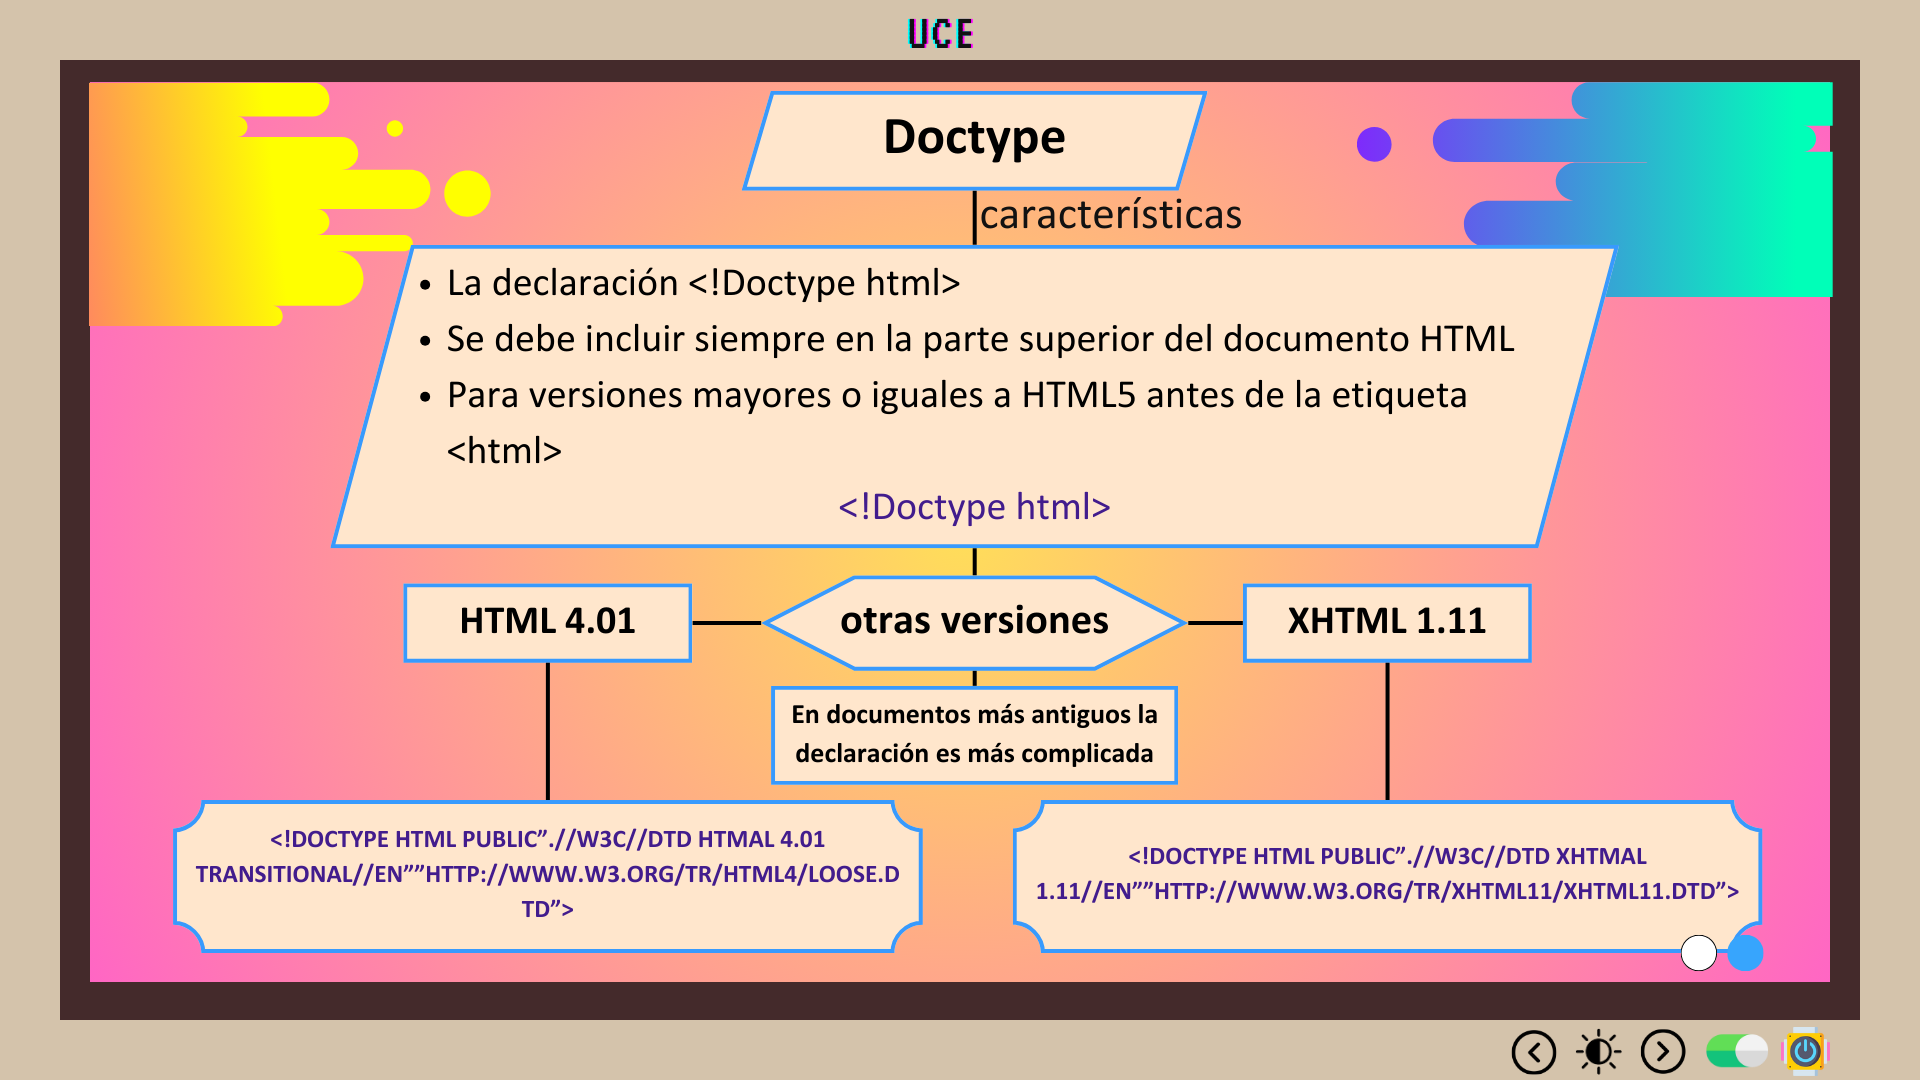 UCE
Doctype
características
• La declaración <!Doctype html>
• Se debe incluir siempre en la parte superior del documento HTML
• Para versiones mayores o iguales a HTML5 antes de la etiqueta
<html>
<!Doctype html>
HTML 4.01
otras versiones
XHTML 1.11
En documentos más antiguos la
declaración es más complicada
<!DOCTYPE HTML PUBLIC”.//W3C//DTD HTMAL 4.01
TRANSITIONAL//EN””HTTP://WWW.W3.ORG/TR/HTML4/LOOSE.D
TD”>
<!DOCTYPE HTML PUBLIC”.//W3C//DTD XHTMAL
1.11//EN””HTTP://WWW.W3.ORG/TR/XHTML11/XHTML11.DTD”>